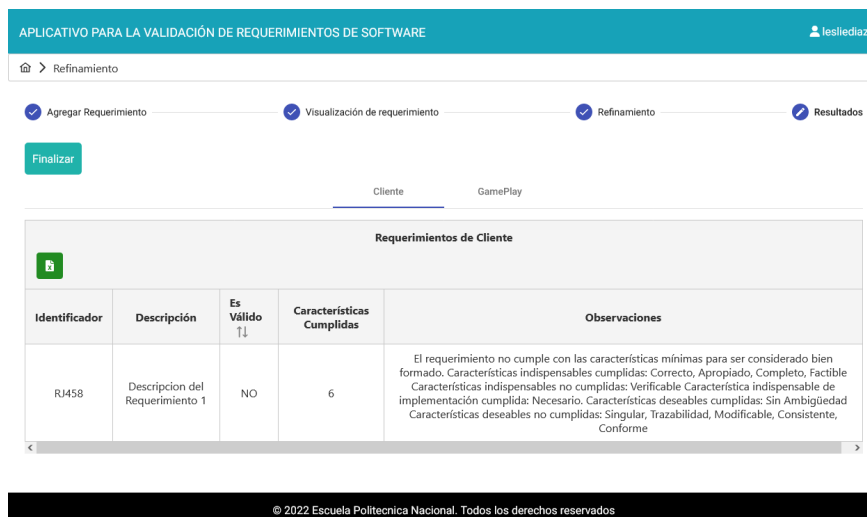 APLICATIVO PARA LA VALIDACIÓN DE REQUERIMIENTOS DE SOFTWARE
lesliediaz
Refinamiento
Agregar Requerimiento
Visualización de requerimiento
Refinamiento
Resultados
Finalizar
Cliente
GamePlay
Requerimientos de Cliente
Identificador
Descripción
Es
Válido
Características
Cumplidas
Observaciones
RJ458
Descripcion del
Requerimiento 1
NO
6
El requerimiento no cumple con las características mínimas para ser considerado bien
formado. Características indispensables cumplidas: Correcto, Apropiado, Completo, Factible
Características indispensables no cumplidas: Verificable Característica indispensable de
implementación cumplida: Necesario. Características deseables cumplidas: Sin Ambigüedad
Características deseables no cumplidas: Singular, Trazabilidad, Modificable, Consistente,
Conforme
© 2022 Escuela Politecnica Nacional. Todos los derechos reservados